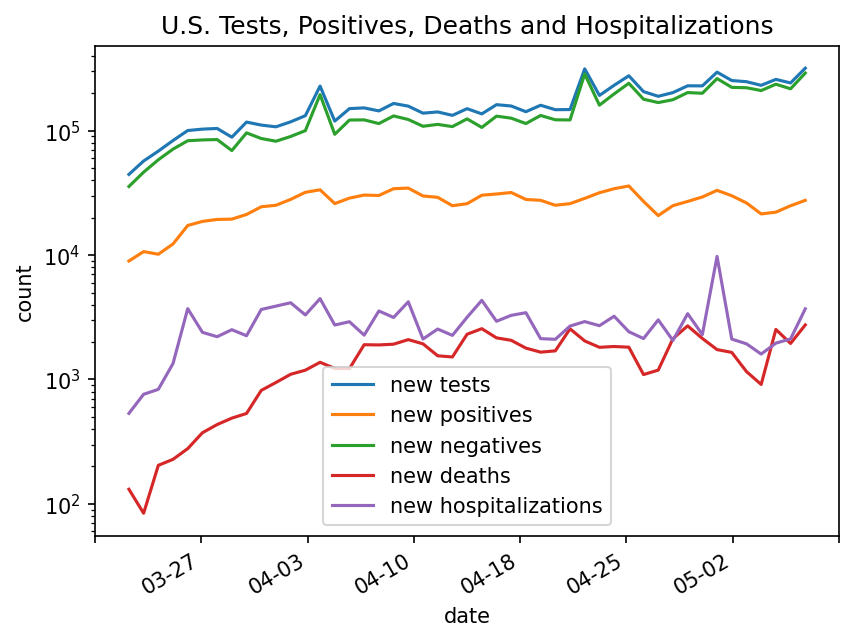 U.S. Tests, Positives, Deaths and Hospitalizations
10^5
10^4
10^3
10^2
count
new tests
new positives
new negatives
new deaths
new hospitalizations
03-27
04-03
04-10
04-18
04-25
05-02
date